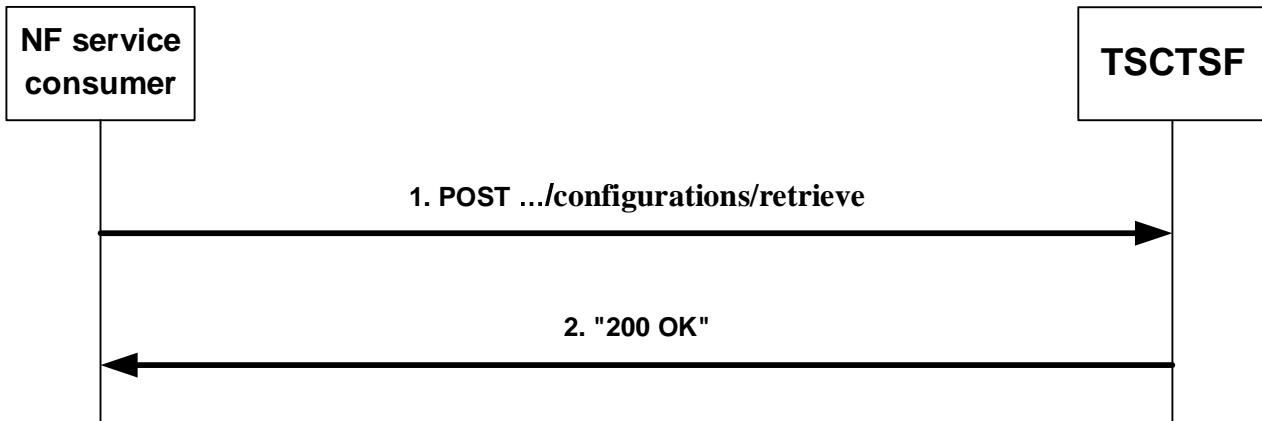 NF service
consumer
TSCTSF
1. POST .../configurations/retrieve
2. "200 OK"